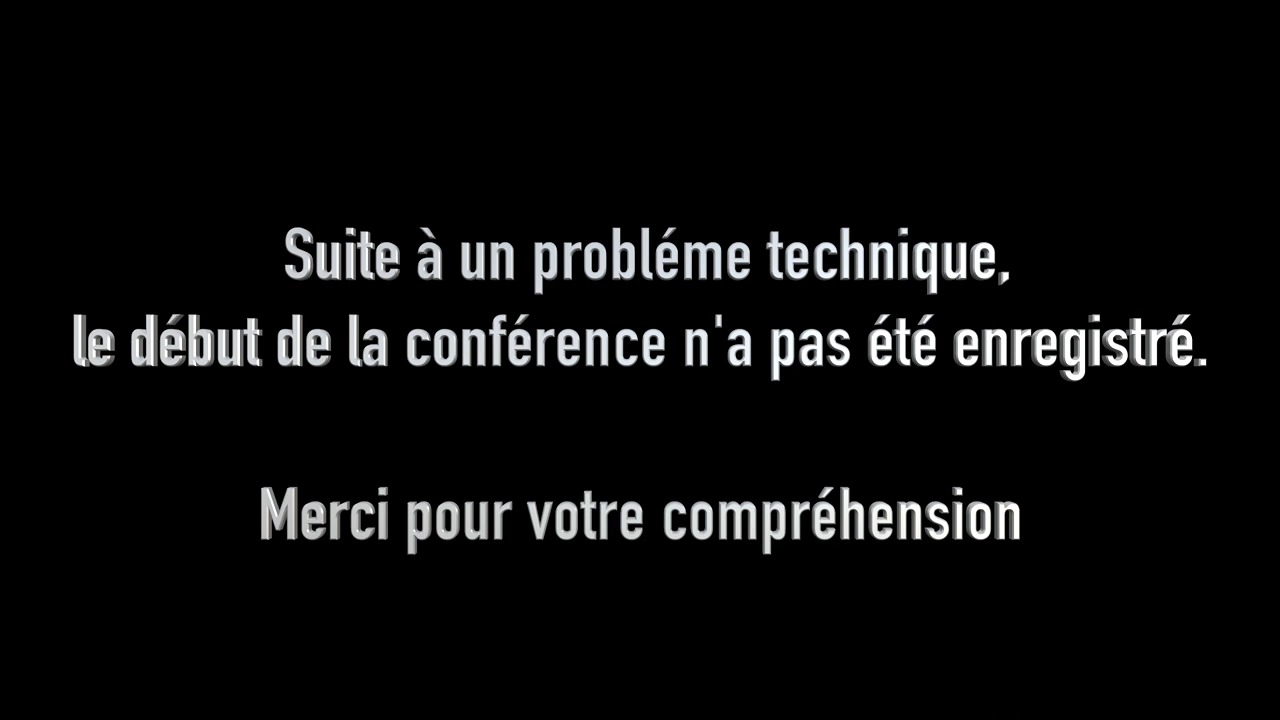 Suite à un probléme technique,
le début de la conférence n'a pas été enregistré.
Merci pour votre compréhension